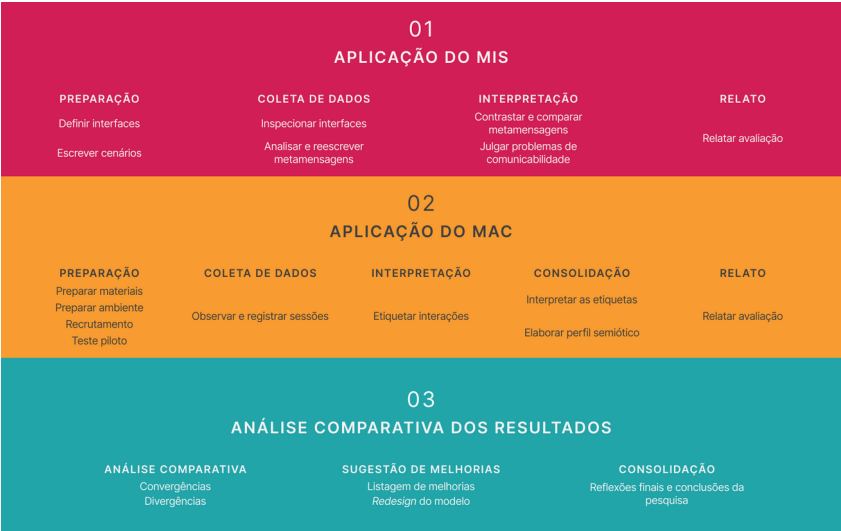 01
APLICAÇÃO DO MIS
PREPARAÇÃO
Definir interfaces
Escrever cenários
COLETA DE DADOS
Inspecionar interfaces
Analisar e reescrever
metamensagens
INTERPRETAÇÃO
Contrastar e comparar
metamensagens
Julgar problemas de
comunicabilidade
RELATO
Relatar avaliação
02
APLICAÇÃO DO MAC
PREPARAÇÃO
Preparar materiais
Preparar ambiente
Recrutamento
Teste piloto
COLETA DE DADOS
Observar e registrar sessões
INTERPRETAÇÃO
Etiquetar interações
CONSOLIDAÇÃO
Interpretar as etiquetas
Elaborar perfil semiótico
RELATO
Relatar avaliação
03
ANÁLISE COMPARATIVA DOS RESULTADOS
ANÁLISE COMPARATIVA
Convergências
Divergências
SUGESTÃO DE MELHORIAS
Listagem de melhorias
Redesign do modelo
CONSOLIDAÇÃO
Reflexões finais e conclusões da
pesquisa